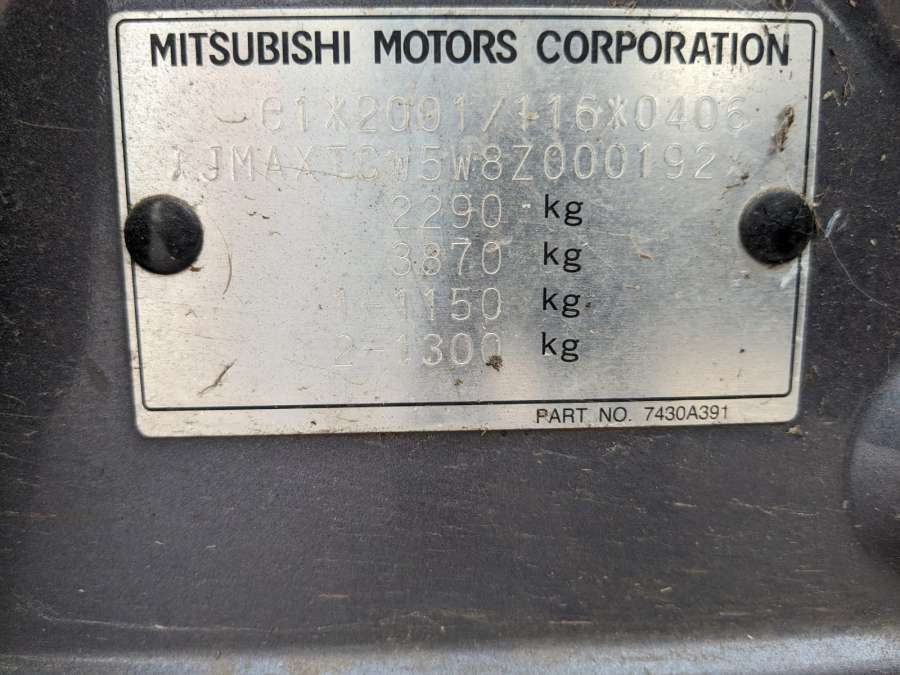 MITSUBISHI MOTORS CORPORATION
e1*2001/116*0406
*JMAXTCW5W8Z000192*
2290 kg
3870 kg
1-1150 kg
2-1300 kg
PART NO. 7430A391